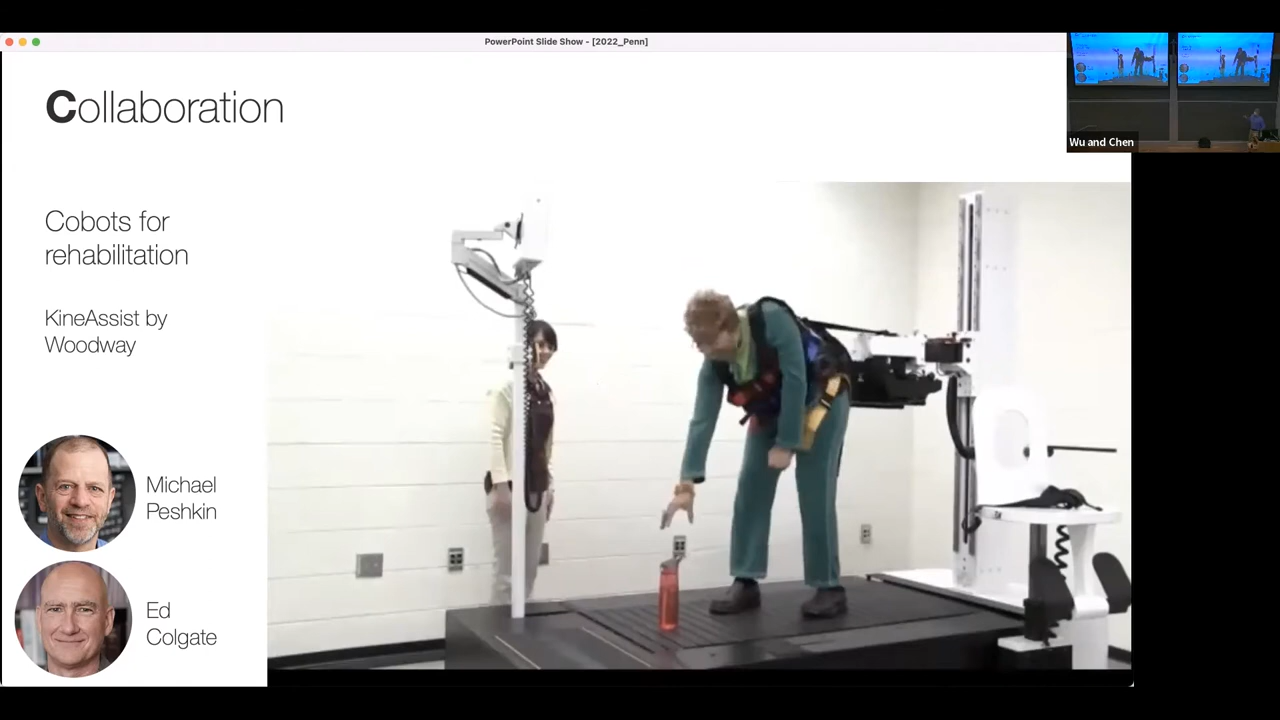 PowerPoint Slide Show - [2022_Penn]
Collaboration
Wu and Chen
Cobots for
rehabilitation
KineAssist by
Woodway
Michael
Peshkin
Ed
Colgate